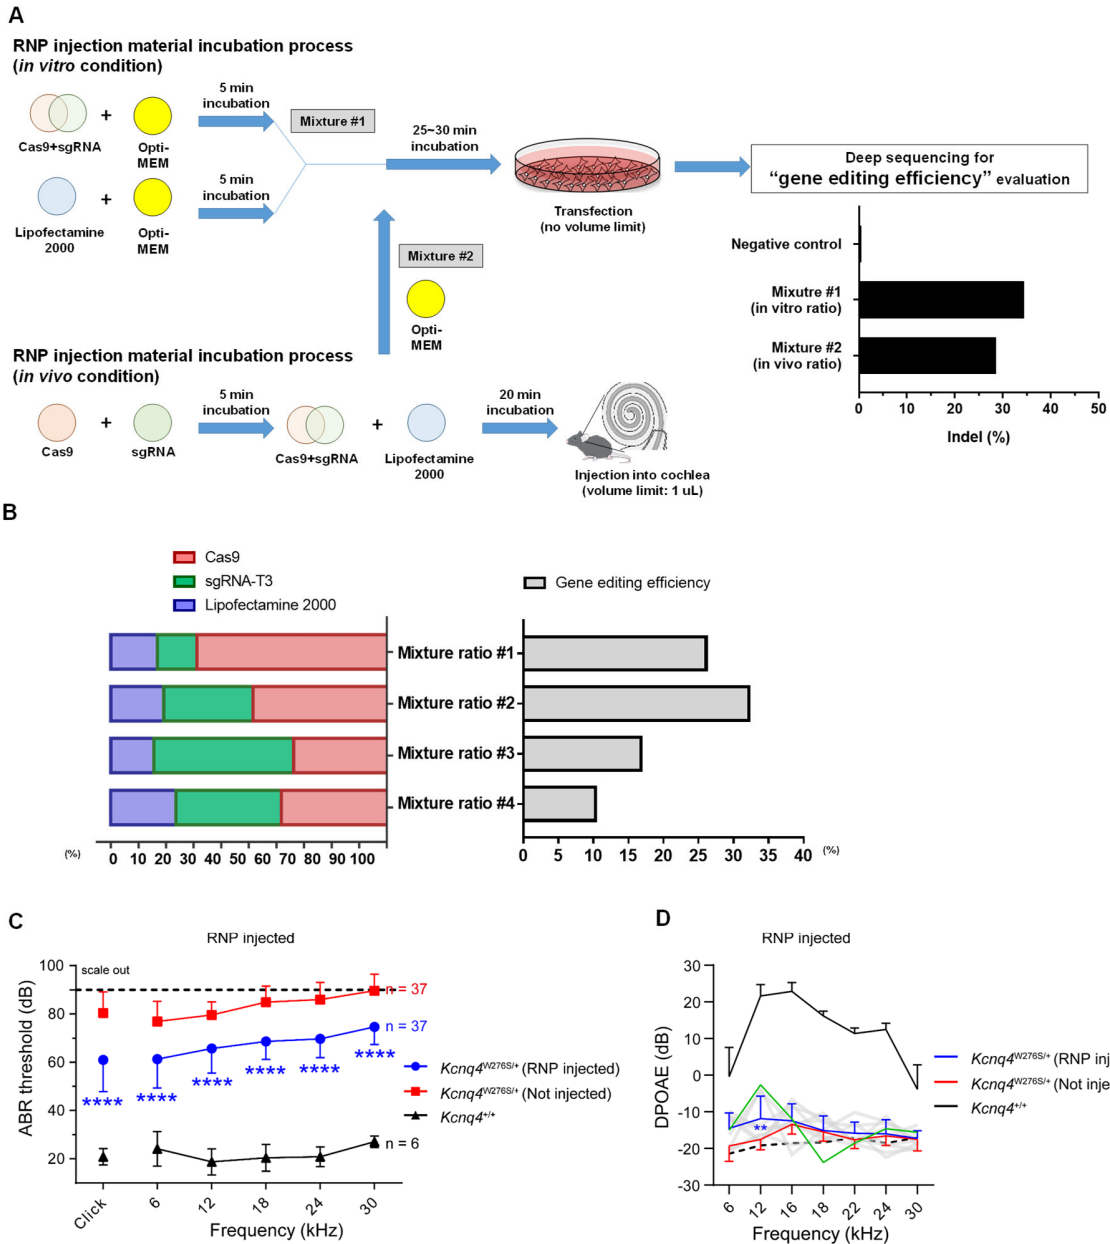 A
RNP injection material incubation process
(in vitro condition)
5 min
incubation
Mixture #1
25~30 min
incubation
Cas9+sgRNA
+
Opti-
MEM
5 min
incubation
Lipofectamine
2000
+
Opti-
MEM
Transfection
(no volume limit)
Deep sequencing for
“gene editing efficiency” evaluation
Negative control
Mixutre #1
(in vitro ratio)
Mixture #2
(in vivo ratio)
0 10 20 30 40 50
Indel (%)
Mixture #2
Opti-
MEM
RNP injection material incubation process
(in vivo condition)
Cas9
+
sgRNA
5 min
incubation
Cas9+sgRNA
+
Lipofectamine
2000
20 min
incubation
Injection into cochlea
(volume limit: 1 uL)
B
Cas9
sgRNA-T3
Lipofectamine 2000
Gene editing efficiency
Mixture ratio #1
Mixture ratio #2
Mixture ratio #3
Mixture ratio #4
(%) 0 10 20 30 40 50 60 70 80 90 100
0 5 10 15 20 25 30 35 40 (%)
C
RNP injected
ABR threshold (dB)
100
80
60
40
20
scale out
n = 37
n = 37
n = 6
**** **** **** **** **** ****
Click 6 12 18 24 30
Frequency (kHz)
Kcnq4W276S/+ (RNP injected)
Kcnq4W276S/+ (Not injected)
Kcnq4+/+
D
RNP injected
DPOAE (dB)
30
20
10
0
-10
-20
-30
**
6 12 16 18 22 24 30
Frequency (kHz)
Kcnq4W276S/+ (RNP inj
Kcnq4W276S/+ (Not inje
Kcnq4+/+